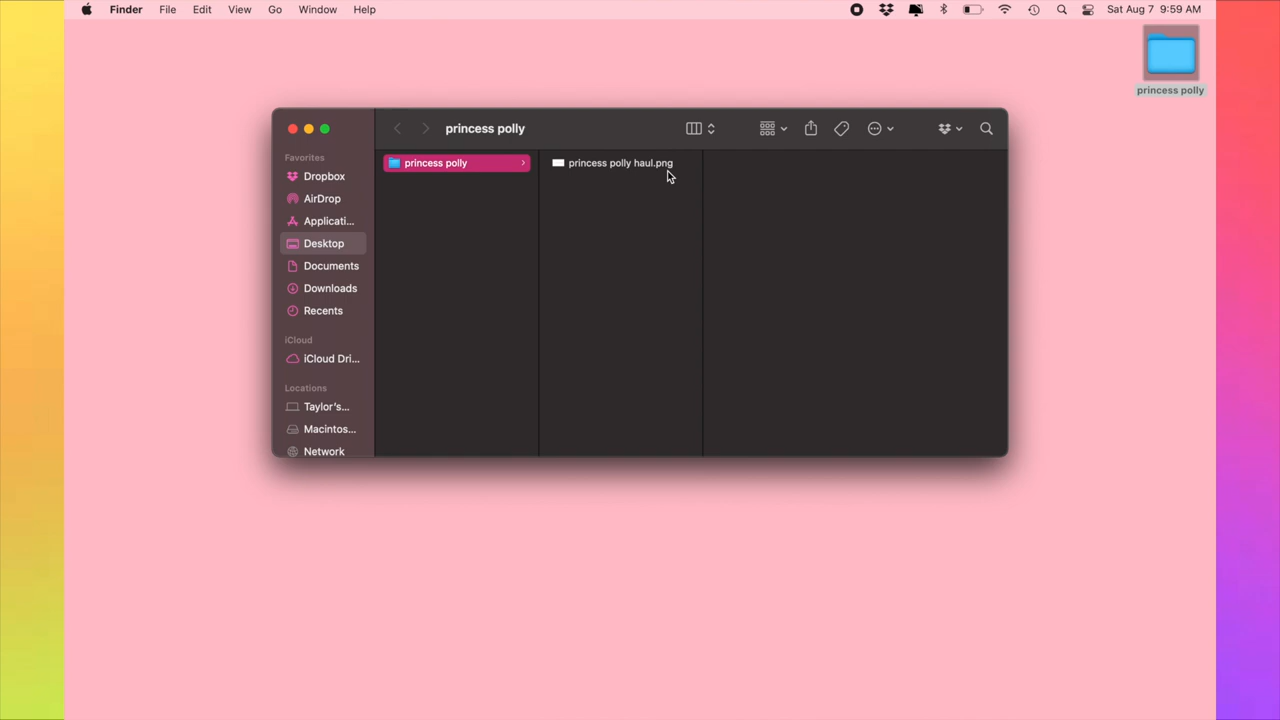 Finder File Edit View Go Window Help Sat Aug 7 9:59 AM
princess polly
princess polly
Favorites
Dropbox
AirDrop
Applicati...
Desktop
Documents
Downloads
Recents
iCloud
iCloud Dri...
Locations
Taylor's...
Macintos...
Network
princess polly
princess polly haul.png